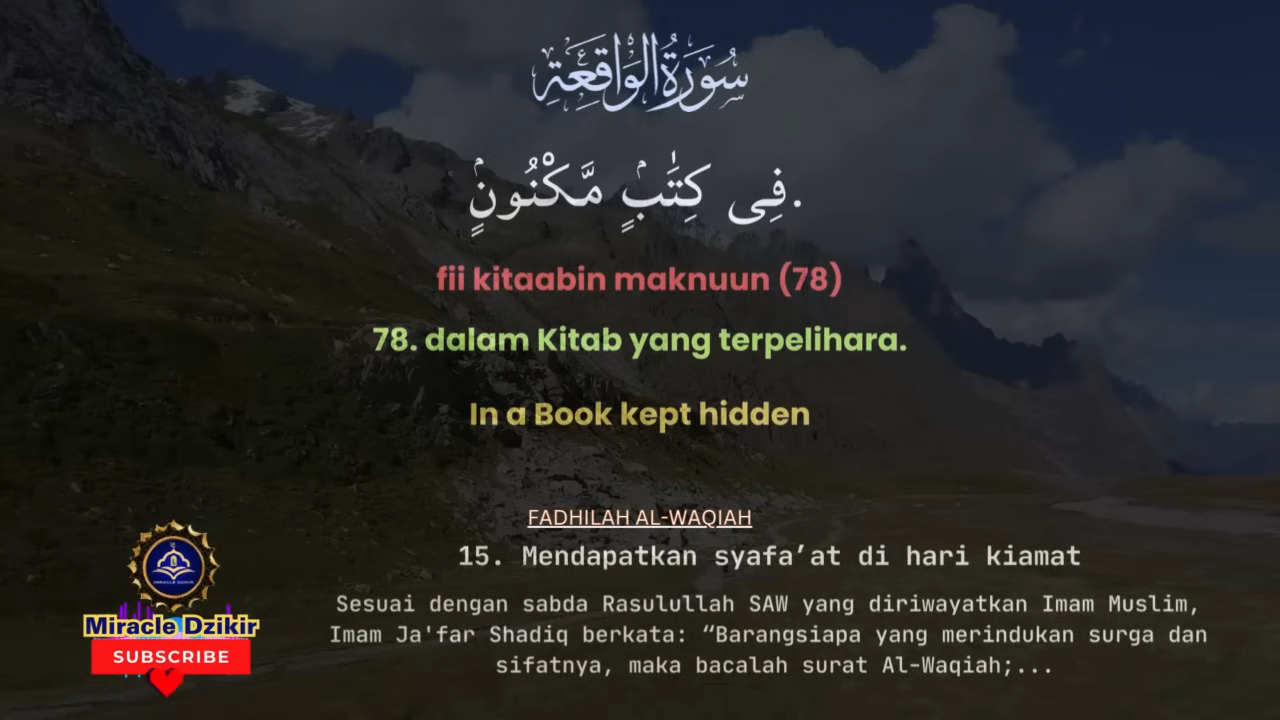 سُورَةُ الْوَاقِعَةِ
فِى كِتَٰبٍۢ مَّكْنُونٍۢ.
fii kitaabin maknuun (78)
78. dalam Kitab yang terpelihara.
In a Book kept hidden
FADHILAH AL-WAQIAH
15. Mendapatkan syafa’at di hari kiamat
Sesuai dengan sabda Rasulullah SAW yang diriwayatkan Imam Muslim,
Imam Ja'far Shadiq berkata: “Barangsiapa yang merindukan surga dan
sifatnya, maka bacalah surat Al-Waqiah;...
MIRACLE DZIKIR
Miracle Dzikir
SUBSCRIBE